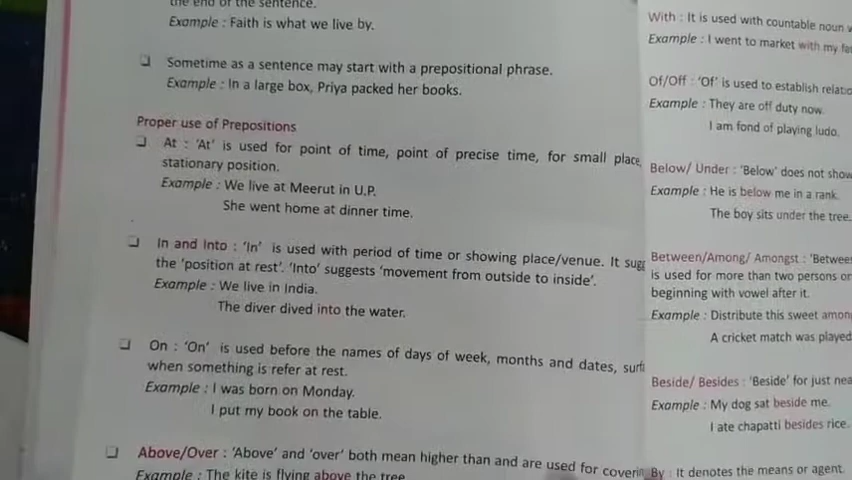 the end of the sentence.
Example : Faith is what we live by.
❑ Sometime as a sentence may start with a prepositional phrase.
Example : In a large box, Priya packed her books.
Proper use of Prepositions
❑ At : 'At' is used for point of time, point of precise time, for small place,
stationary position.
Example : We live at Meerut in U.P.
She went home at dinner time.
❑ In and Into : 'In' is used with period of time or showing place/venue. It
the 'position at rest'. 'Into' suggests 'movement from outside to inside'.
Example : We live in India.
The diver dived into the water.
❑ On : 'On' is used before the names of days of week, months and dates,
when something is refer at rest.
Example : I was born on Monday.
I put my book on the table.
❑ Above/Over : 'Above' and 'over' both mean higher than and are used for
Example : The kite is flying above the tree
With : It is used with countable noun
Example : I went to market with my
Of/Off : 'Of' is used to establish
Example : They are off duty now.
I am fond of playing ludo.
Below/ Under : 'Below' does not
Example : He is below me in a rank.
The boy sits under the tree.
Between/Among/ Amongst :
is used for more than two persons or
beginning with vowel after it.
Example : Distribute this sweet
A cricket match was played
Beside/ Besides : 'Beside' for just
Example : My dog sat beside me.
I ate chapatti besides rice.
By : It denotes the means or agent.